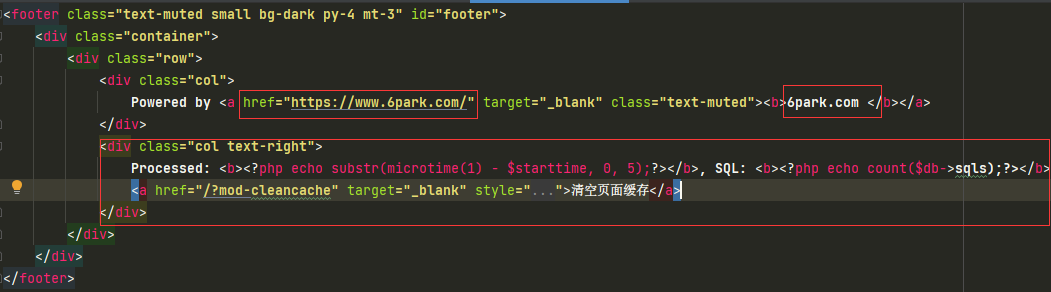 <footer class="text-muted small bg-dark py-4 mt-3" id="footer">
<div class="container">
<div class="row">
<div class="col">
Powered by <a href="https://www.6park.com/" target="_blank" class="text-muted"><b>6park.com </b></a>
</div>
<div class="col text-right">
Processed: <b><?php echo substr(microtime(1) - $starttime, 0, 5);?></b>, SQL: <b><?php echo count($db->sqls);?></b>
<a href="/?mod-cleancache" target="_blank" style="...">清空页面缓存</a>
</div>
</div>
</div>
</footer>